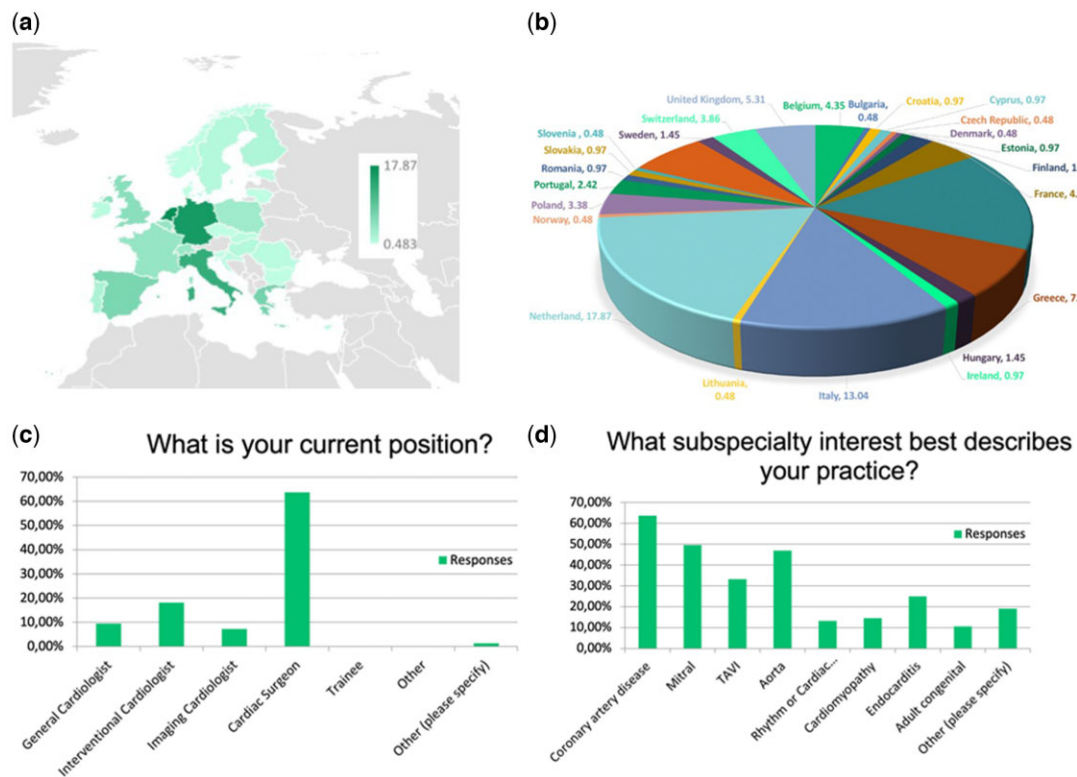 (a)
17.87
0.483
(b)
United Kingdom, 5.31
Belgium, 4.35
Bulgaria,
0.48
Croatia, 0.97
Cyprus, 0.97
Switzerland, 3.86
Czech Republic, 0.48
Sweden, 1.45
Denmark, 0.48
Slovenia , 0.48
Estonia, 0.97
Slovakia, 0.97
Finland, 1
Romania, 0.97
Portugal, 2.42
France, 4.
Poland, 3.38
Norway, 0.48
Greece, 7.
Netherland, 17.87
Hungary, 1.45
Ireland, 0.97
Lithuania,
0.48
Italy, 13.04
(c)
What is your current position?
70,00%
60,00%
50,00%
40,00%
30,00%
20,00%
10,00%
0,00%
Responses
General Cardiologist
Interventional Cardiologist
Imaging Cardiologist
Cardiac Surgeon
Trainee
Other
Other (please specify)
(d)
What subspecialty interest best describes
your practice?
70,00%
60,00%
50,00%
40,00%
30,00%
20,00%
10,00%
0,00%
Responses
Coronary artery disease
Mitral
TAVI
Aorta
Rhythm or Cardiac...
Cardiomyopathy
Endocarditis
Adult congenital
Other (please specify)